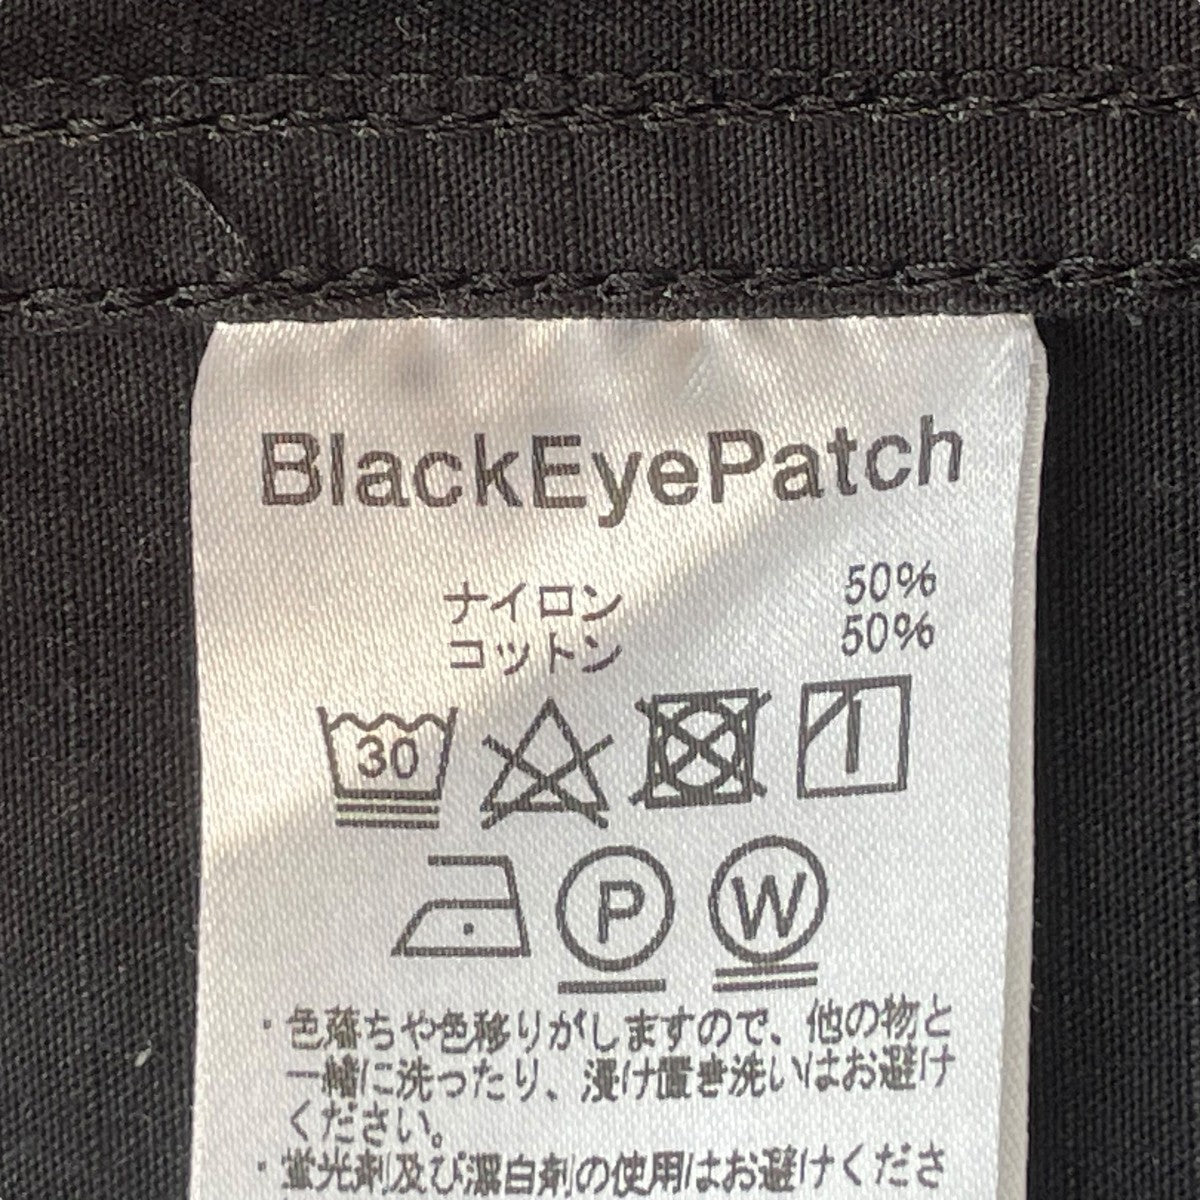 BlackEyePatch
ナイロン 50%
コットン 50%
30
P W
・色落ちや色移りがしますので、他の物と
一緒に洗ったり、浸け置き洗いはお避け
ください。
・蛍光剤及び漂白剤の使用はお避けくださ